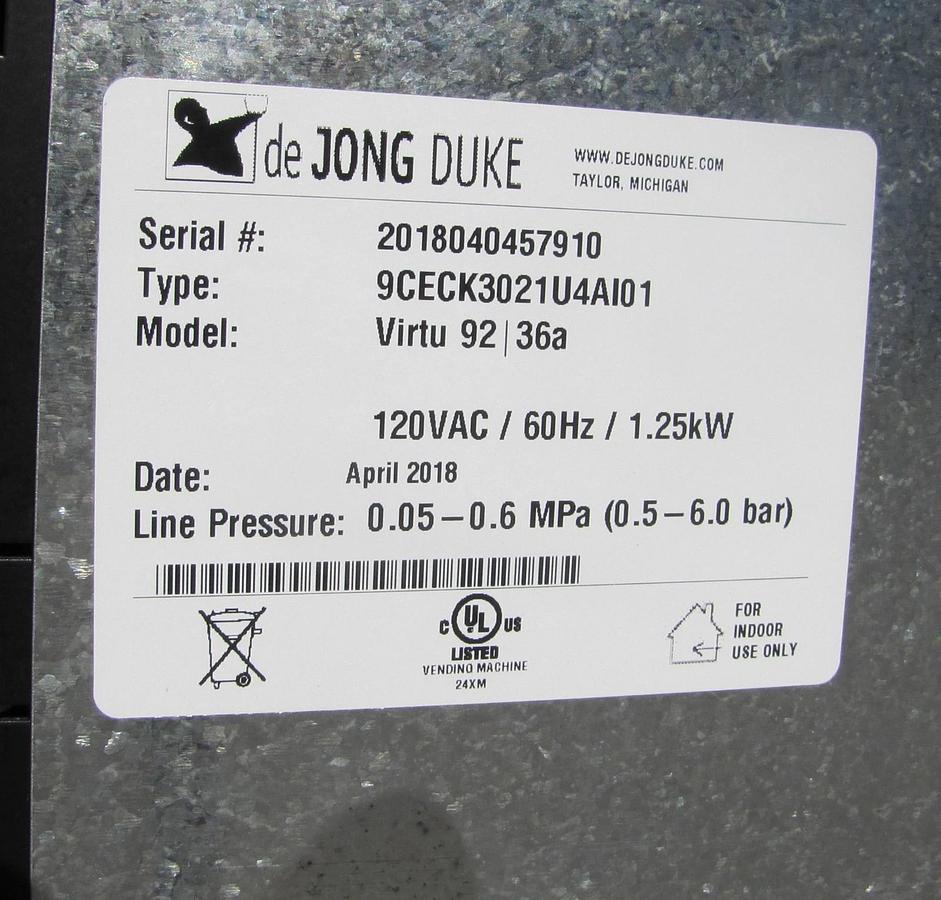 de JONG DUKE
WWW.DEJONGDUKE.COM
TAYLOR, MICHIGAN
Serial #: 2018040457910
Type: 9CECK3021U4AI01
Model: Virtu 92|36a
120VAC / 60Hz / 1.25kW
Date: April 2018
Line Pressure: 0.05–0.6 MPa (0.5–6.0 bar)
C UL US
LISTED
VENDING MACHINE
24XM
FOR
INDOOR
USE ONLY